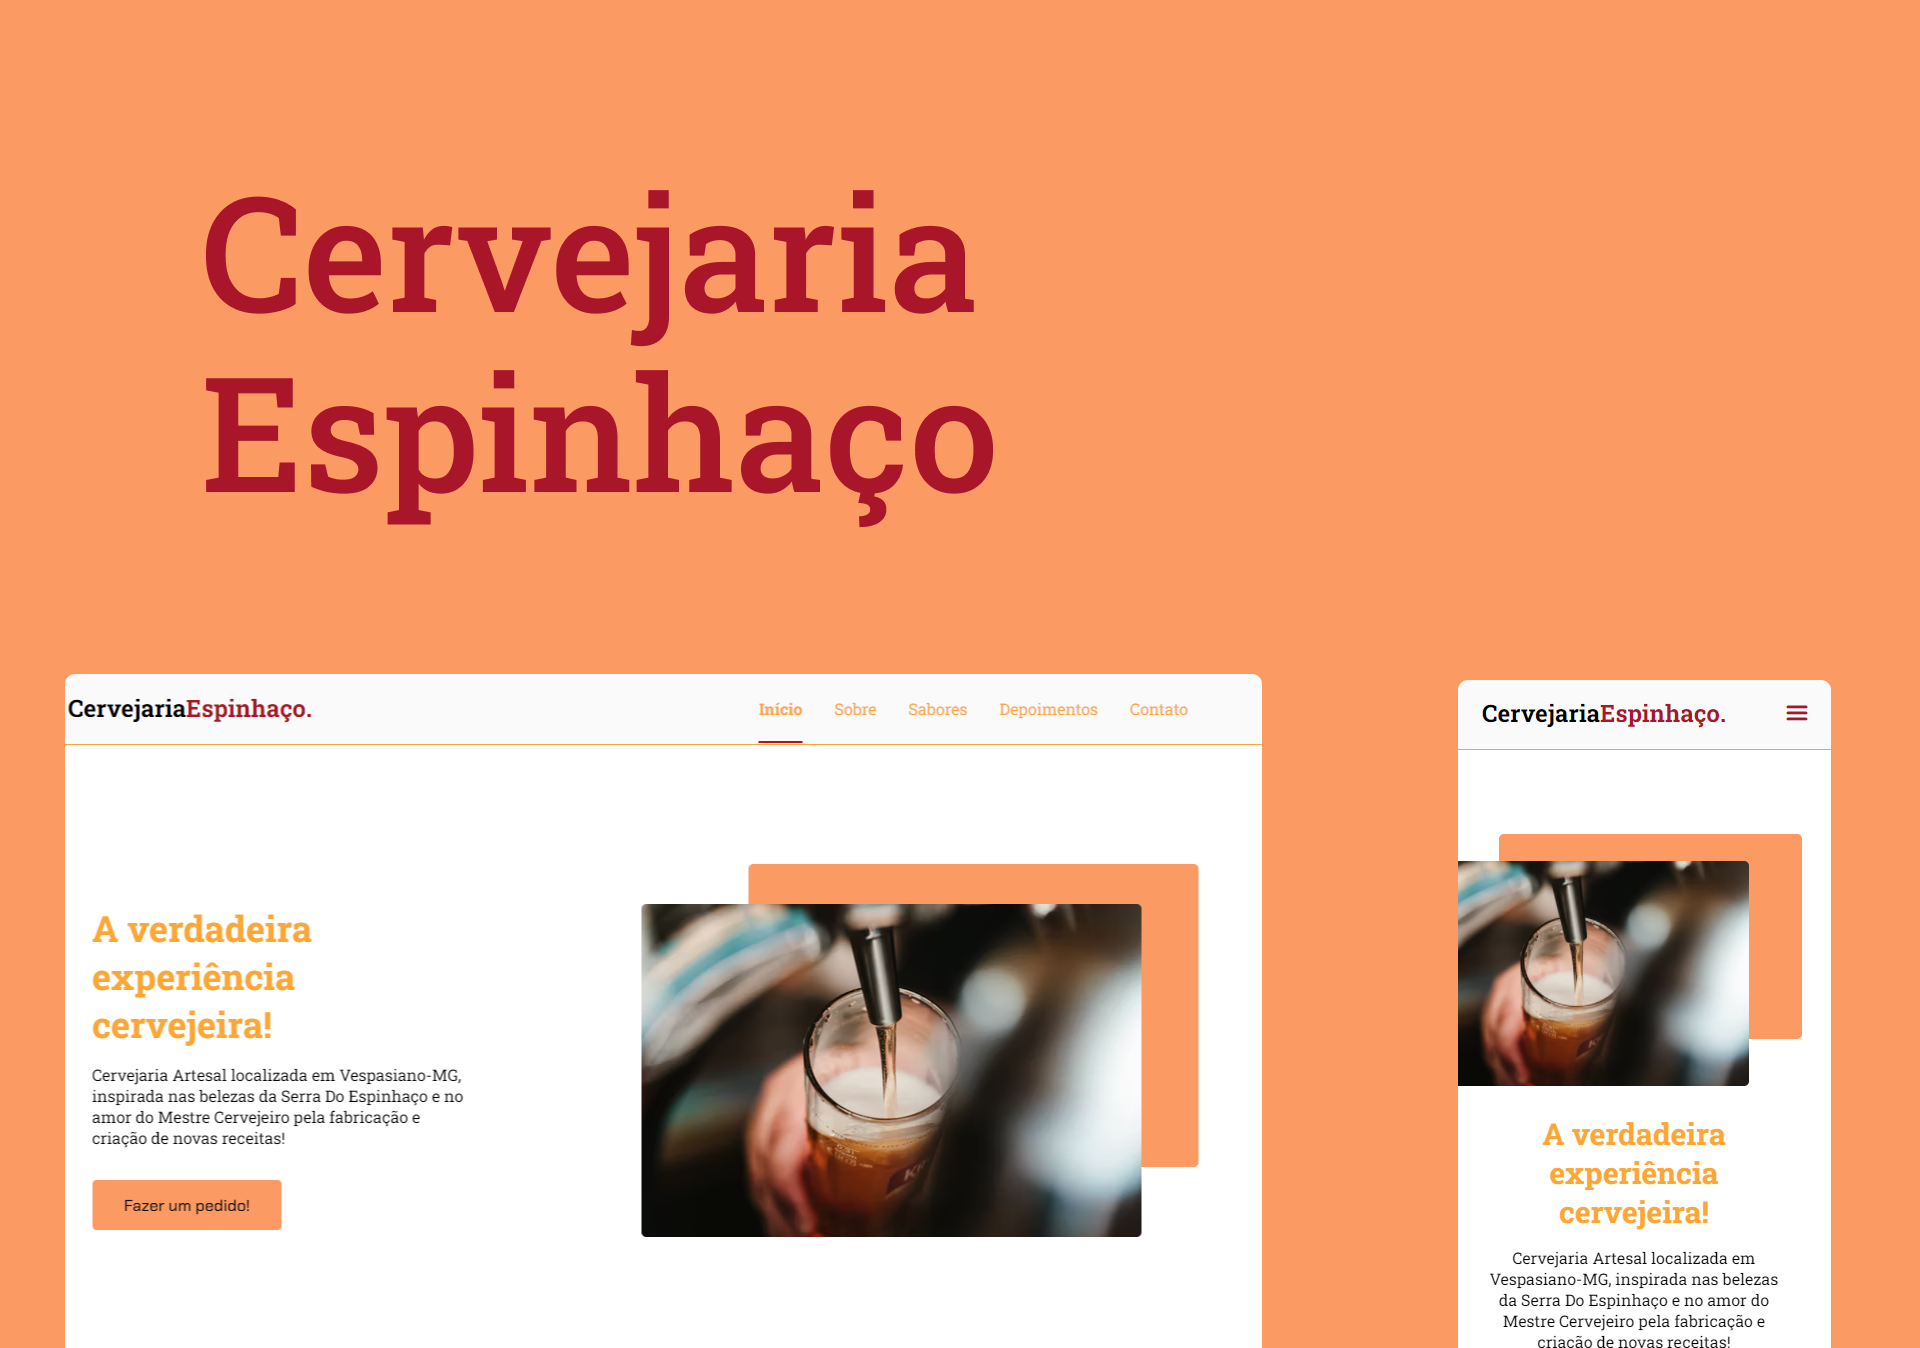 Cervejaria
Espinhaço
CervejariaEspinhaço.
Início Sobre Sabores Depoimentos Contato
A verdadeira
experiência
cervejeira!
Cervejaria Artesal localizada em Vespasiano-MG,
inspirada nas belezas da Serra Do Espinhaço e no
amor do Mestre Cervejeiro pela fabricação e
criação de novas receitas!
Fazer um pedido!
CervejariaEspinhaço.
A verdadeira
experiência
cervejeira!
Cervejaria Artesal localizada em
Vespasiano-MG, inspirada nas belezas
da Serra Do Espinhaço e no amor do
Mestre Cervejeiro pela fabricação e
criação de novas receitas!